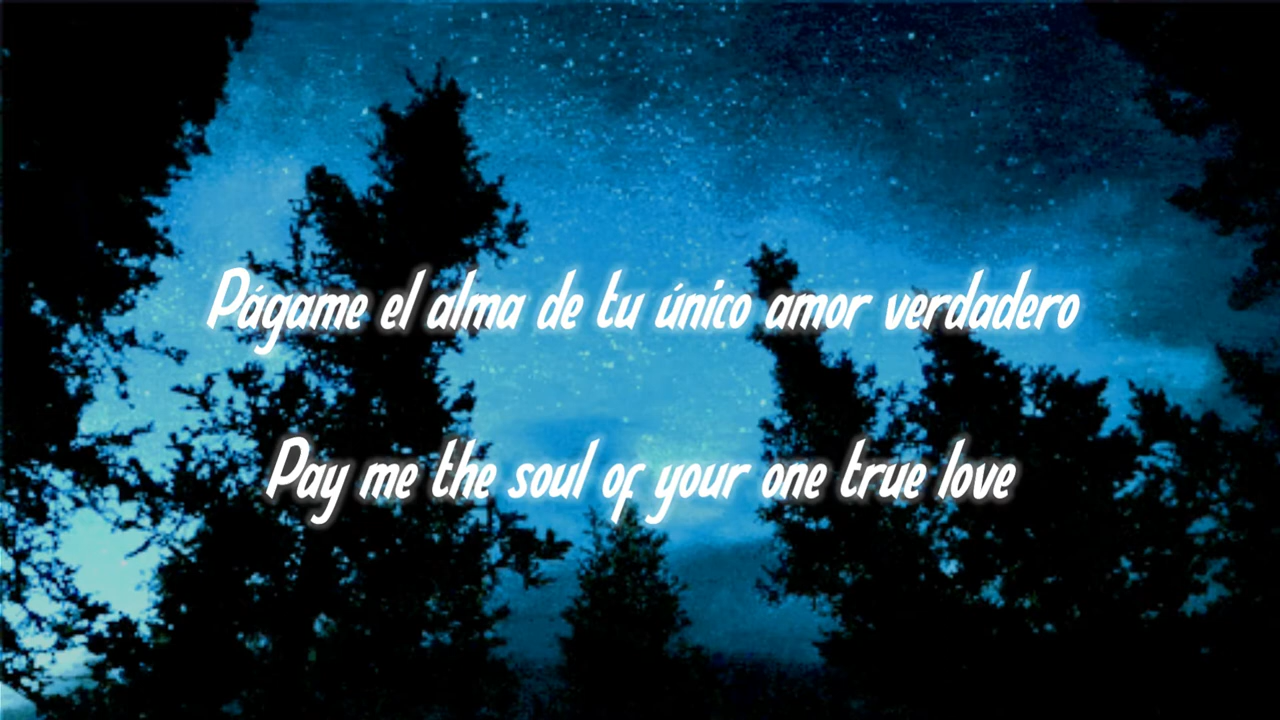 Págame el alma de tu único amor verdadero
Pay me the soul of your one true love